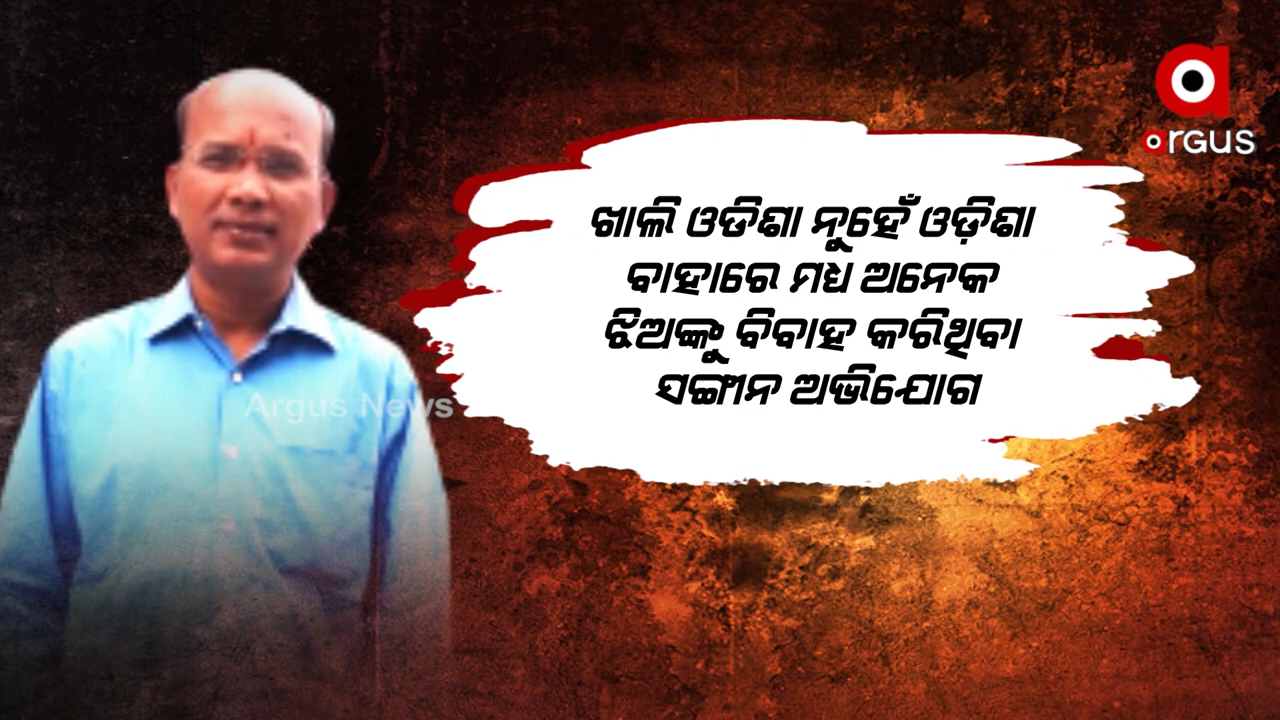 argus
ଖାଲି ଓଡିଶା ନୁହେଁ ଓଡ଼ିଶା
ବାହାରେ ମଧ୍ୟ ଅନେକ
ଝିଅଙ୍କୁ ବିବାହ କରିଥିବା
ସଙ୍ଗୀନ ଅଭିଯୋଗ
Argus News